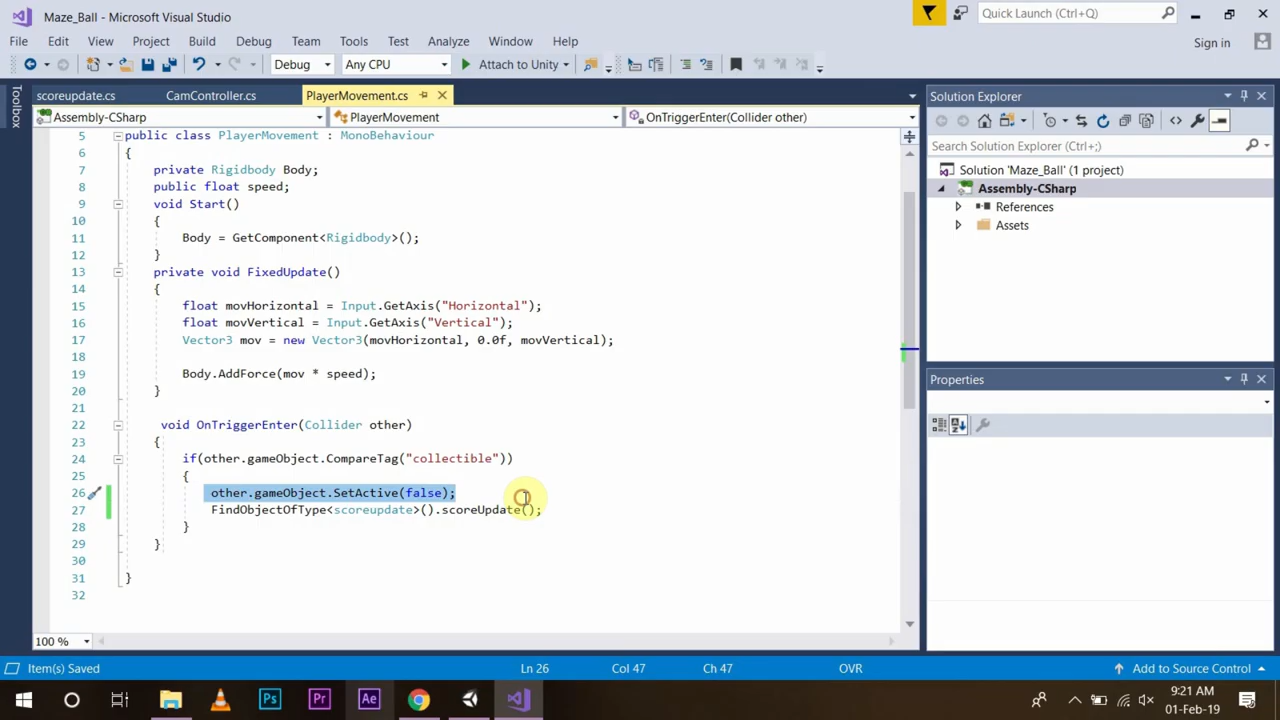 Maze_Ball - Microsoft Visual Studio
Quick Launch (Ctrl+Q)
File Edit View Project Build Debug Team Tools Test Analyze Window Help
Sign in
Debug Any CPU Attach to Unity
Toolbox
scoreupdate.cs CamController.cs PlayerMovement.cs
Assembly-CSharp PlayerMovement OnTriggerEnter(Collider other)
5 public class PlayerMovement : MonoBehaviour
6 {
7 private Rigidbody Body;
8 public float speed;
9 void Start()
10 {
11 Body = GetComponent<Rigidbody>();
12 }
13 private void FixedUpdate()
14 {
15 float movHorizontal = Input.GetAxis("Horizontal");
16 float movVertical = Input.GetAxis("Vertical");
17 Vector3 mov = new Vector3(movHorizontal, 0.0f, movVertical);
18
19 Body.AddForce(mov * speed);
20 }
21
22 void OnTriggerEnter(Collider other)
23 {
24 if(other.gameObject.CompareTag("collectible"))
25 {
26 other.gameObject.SetActive(false);
27 FindObjectOfType<scoreupdate>().scoreUpdate();
28 }
29 }
30
31 }
32
100 %
Solution Explorer
Search Solution Explorer (Ctrl+;)
Solution 'Maze_Ball' (1 project)
Assembly-CSharp
References
Assets
Properties
Item(s) Saved Ln 26 Col 47 Ch 47 OVR Add to Source Control
Ps Pr Ae
9:21 AM
01-Feb-19